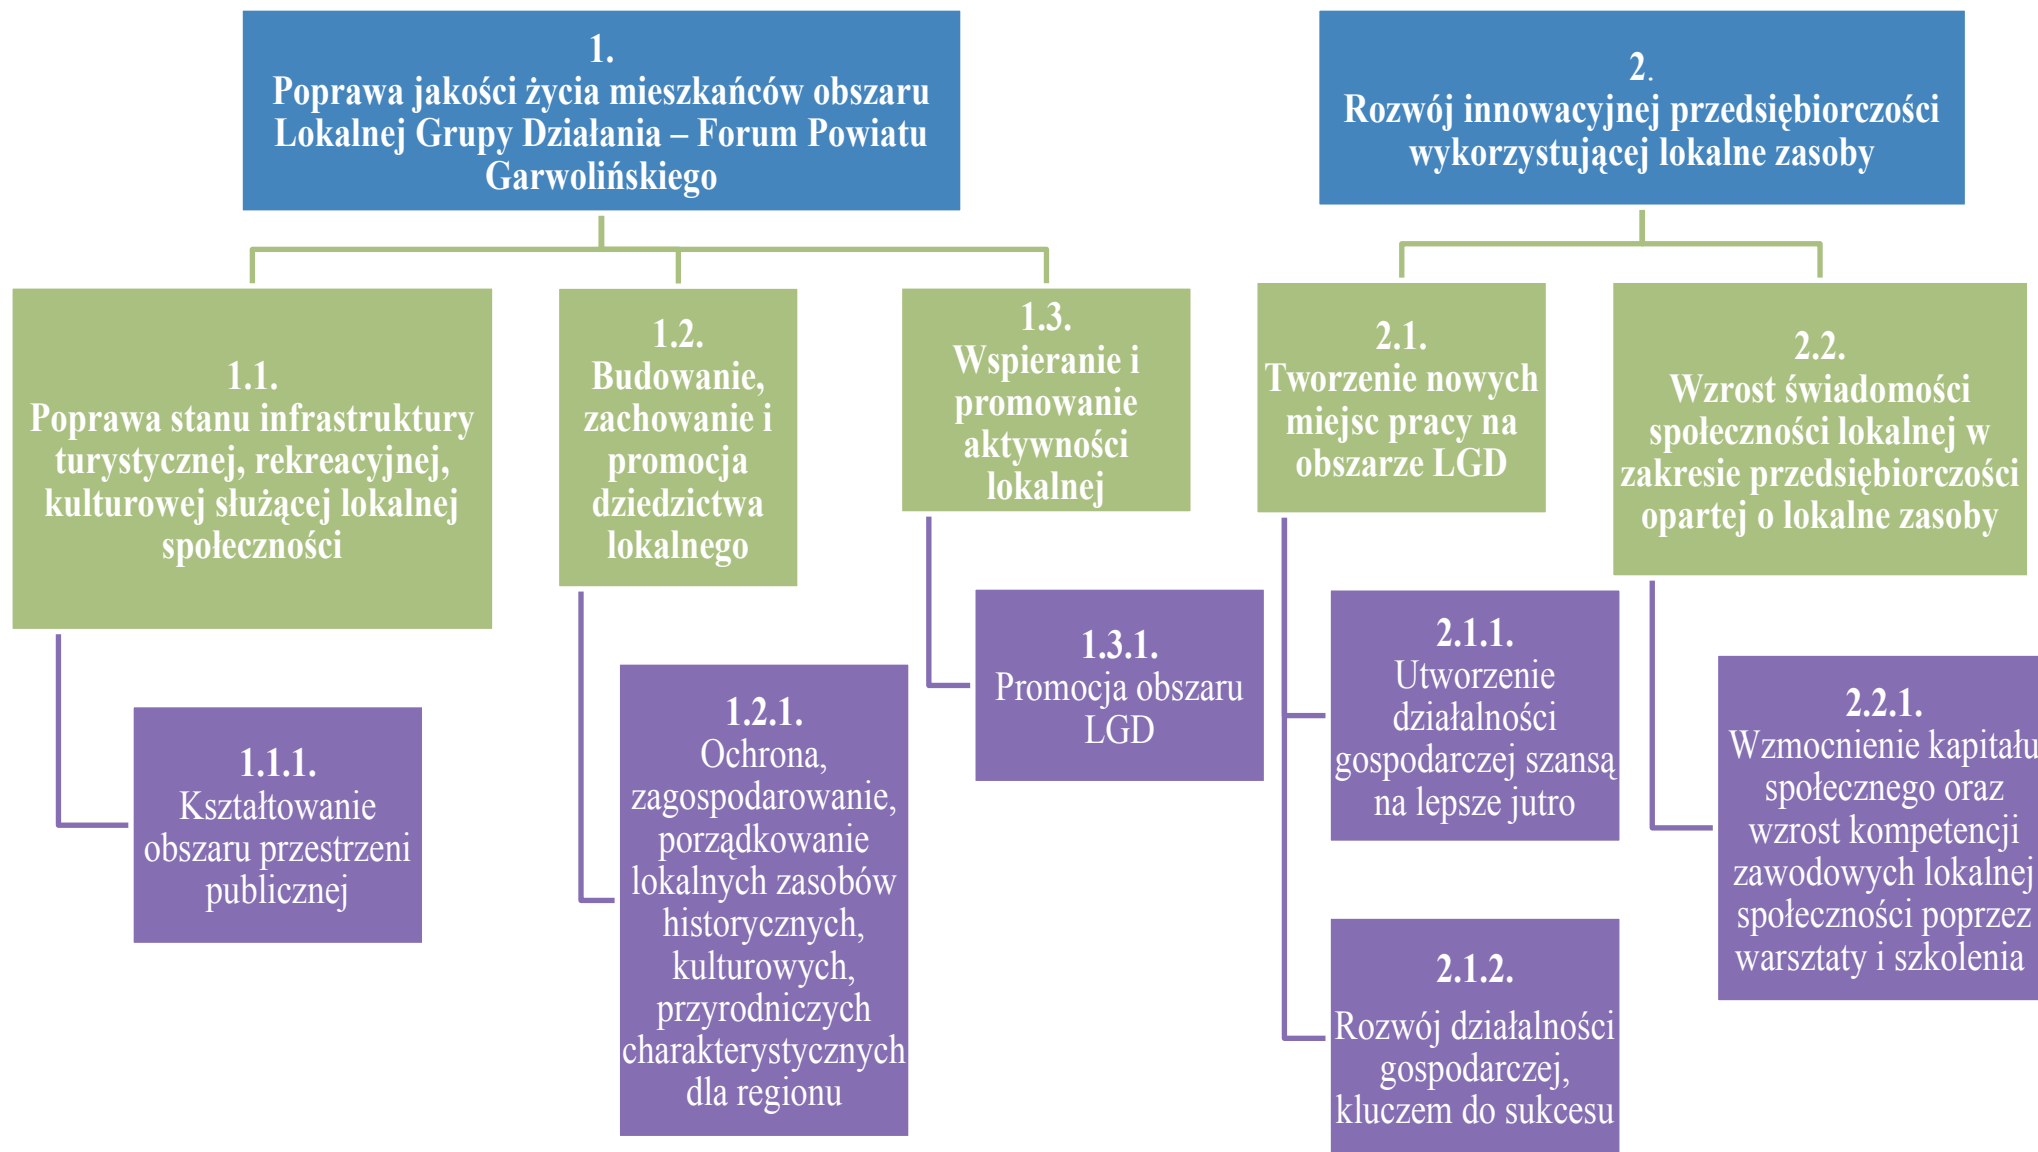 1.
Poprawa jakości życia mieszkańców obszaru
Lokalnej Grupy Działania – Forum Powiatu
Garwolińskiego
2.
Rozwój innowacyjnej przedsiębiorczości
wykorzystującej lokalne zasoby
1.1.
Poprawa stanu infrastruktury
turystycznej, rekreacyjnej,
kulturowej służącej lokalnej
społeczności
1.2.
Budowanie,
zachowanie i
promocja
dziedzictwa
lokalnego
1.3.
Wspieranie i
promowanie
aktywności
lokalnej
2.1.
Tworzenie nowych
miejsc pracy na
obszarze LGD
2.2.
Wzrost świadomości
społeczności lokalnej w
zakresie przedsiębiorczości
opartej o lokalne zasoby
1.1.1.
Kształtowanie
obszaru przestrzeni
publicznej
1.2.1.
Ochrona,
zagospodarowanie,
porządkowanie
lokalnych zasobów
historycznych,
kulturowych,
przyrodniczych
charakterystycznych
dla regionu
1.3.1.
Promocja obszaru
LGD
2.1.1.
Utworzenie
działalności
gospodarczej szansą
na lepsze jutro
2.1.2.
Rozwój działalności
gospodarczej,
kluczem do sukcesu
2.2.1.
Wzmocnienie kapitału
społecznego oraz
wzrost kompetencji
zawodowych lokalnej
społeczności poprzez
warsztaty i szkolenia